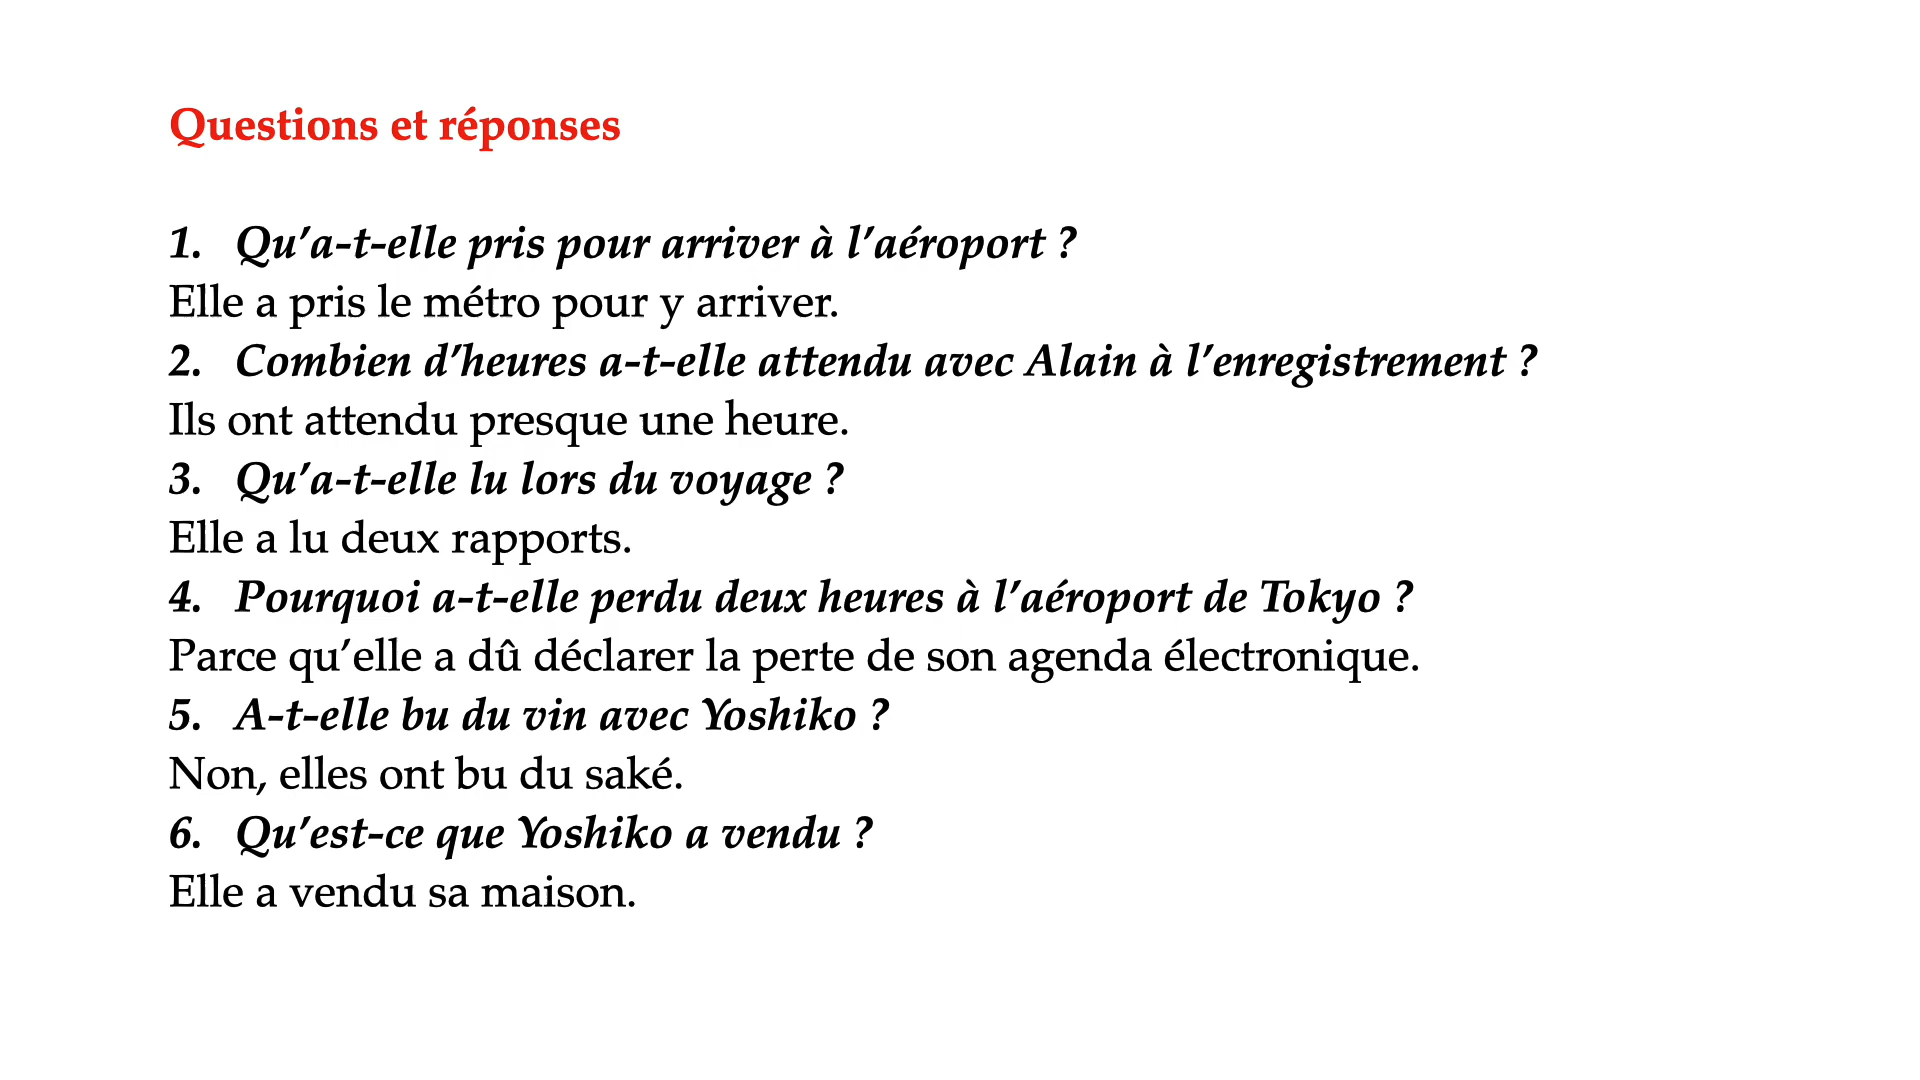 Questions et réponses
1. Qu’a-t-elle pris pour arriver à l’aéroport ?
Elle a pris le métro pour y arriver.
2. Combien d’heures a-t-elle attendu avec Alain à l’enregistrement ?
Ils ont attendu presque une heure.
3. Qu’a-t-elle lu lors du voyage ?
Elle a lu deux rapports.
4. Pourquoi a-t-elle perdu deux heures à l’aéroport de Tokyo ?
Parce qu’elle a dû déclarer la perte de son agenda électronique.
5. A-t-elle bu du vin avec Yoshiko ?
Non, elles ont bu du saké.
6. Qu’est-ce que Yoshiko a vendu ?
Elle a vendu sa maison.